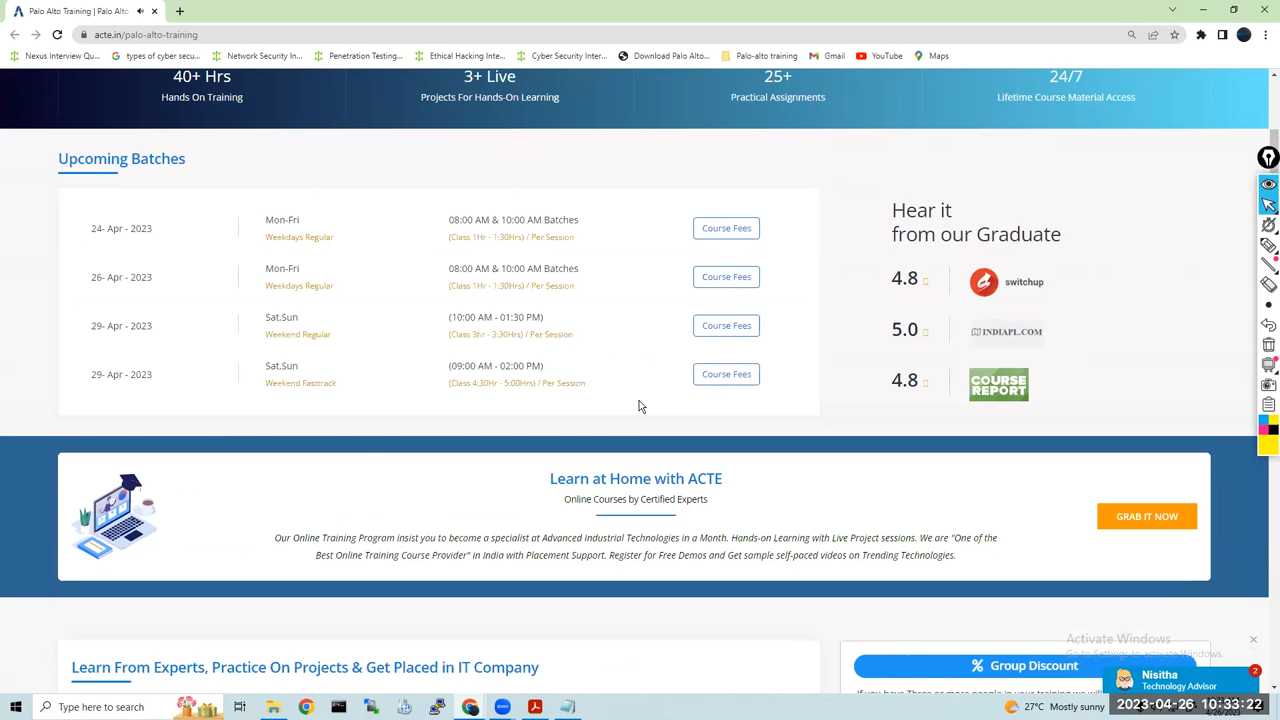 Palo Alto Training | Palo Alt
acte.in/palo-alto-training
Nexus Interview Qu...
types of cyber secu...
Network Security In...
Penetration Testing...
Ethical Hacking Inte...
Cyber Security Inter...
Download Palo Alto...
Palo-alto training
Gmail
YouTube
Maps
40+ Hrs
3+ Live
25+
24/7
Hands On Training
Projects For Hands-On Learning
Practical Assignments
Lifetime Course Material Access
Upcoming Batches
24- Apr - 2023
Mon-Fri
Weekdays Regular
08:00 AM & 10:00 AM Batches
(Class 1Hr - 1:30Hrs) / Per Session
Course Fees
26- Apr - 2023
Mon-Fri
Weekdays Regular
08:00 AM & 10:00 AM Batches
(Class 1Hr - 1:30Hrs) / Per Session
Course Fees
29- Apr - 2023
Sat,Sun
Weekend Regular
(10:00 AM - 01:30 PM)
(Class 3hr - 3:30Hrs) / Per Session
Course Fees
29- Apr - 2023
Sat,Sun
Weekend Fasttrack
(09:00 AM - 02:00 PM)
(Class 4:30Hr - 5:00Hrs) / Per Session
Course Fees
Hear it
from our Graduate
4.8
switchup
5.0
INDIAPL.COM
4.8
COURSE
REPORT
Learn at Home with ACTE
Online Courses by Certified Experts
Our Online Training Program insist you to become a specialist at Advanced Industrial Technologies in a Month. Hands-on Learning with Live Project sessions. We are "One of the
Best Online Training Course Provider" in India with Placement Support. Register for Free Demos and Get sample self-paced videos on Trending Technologies.
GRAB IT NOW
Learn From Experts, Practice On Projects & Get Placed in IT Company
% Group Discount
Activate Windows
Go to Settings to activate Windows.
Nisitha
Technology Advisor
2
Type here to search
27°C Mostly sunny
2023-04-26 10:33:22